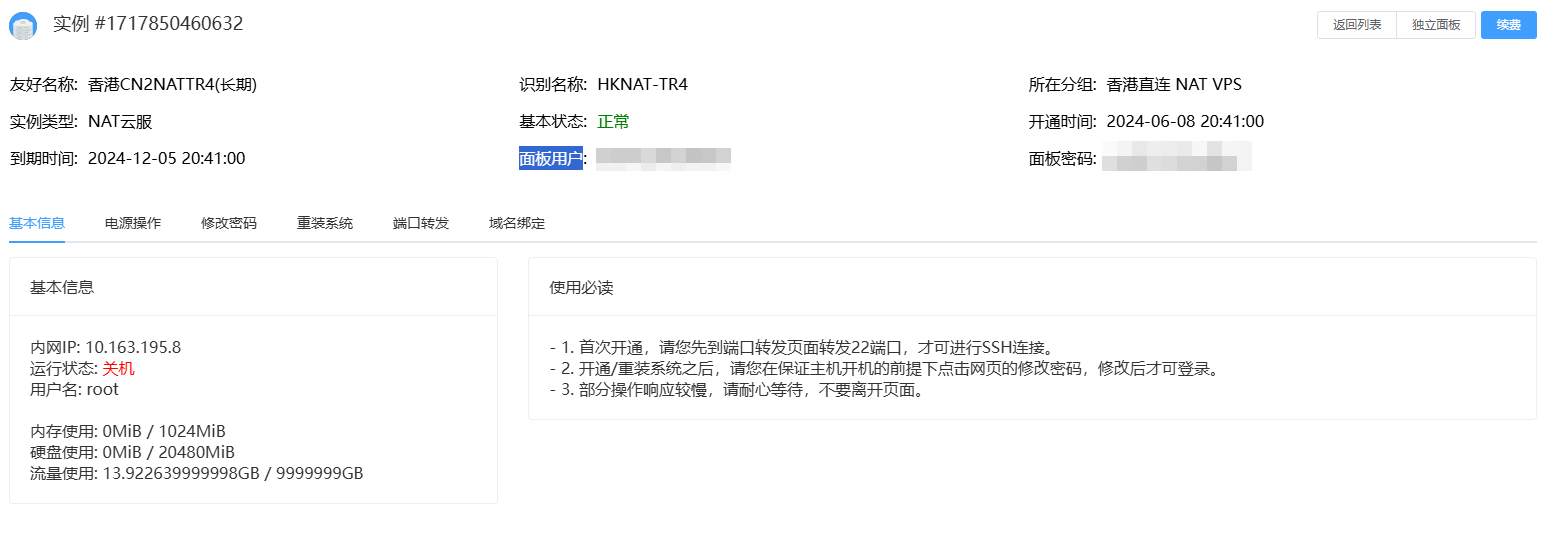 实例 #1717850460632
返回列表 独立面板 续费
友好名称: 香港CN2NATTR4(长期) 识别名称: HKNAT-TR4 所在分组: 香港直连 NAT VPS
实例类型: NAT云服 基本状态: 正常 开通时间: 2024-06-08 20:41:00
到期时间: 2024-12-05 20:41:00 面板用户: 面板密码:
基本信息 电源操作 修改密码 重装系统 端口转发 域名绑定
基本信息
内网IP: 10.163.195.8
运行状态: 关机
用户名: root
内存使用: 0MiB / 1024MiB
硬盘使用: 0MiB / 20480MiB
流量使用: 13.922639999998GB / 9999999GB
使用必读
- 1. 首次开通，请您先到端口转发页面转发22端口，才可进行SSH连接。
- 2. 开通/重装系统之后，请您在保证主机开机的前提下点击网页的修改密码，修改后才可登录。
- 3. 部分操作响应较慢，请耐心等待，不要离开页面。